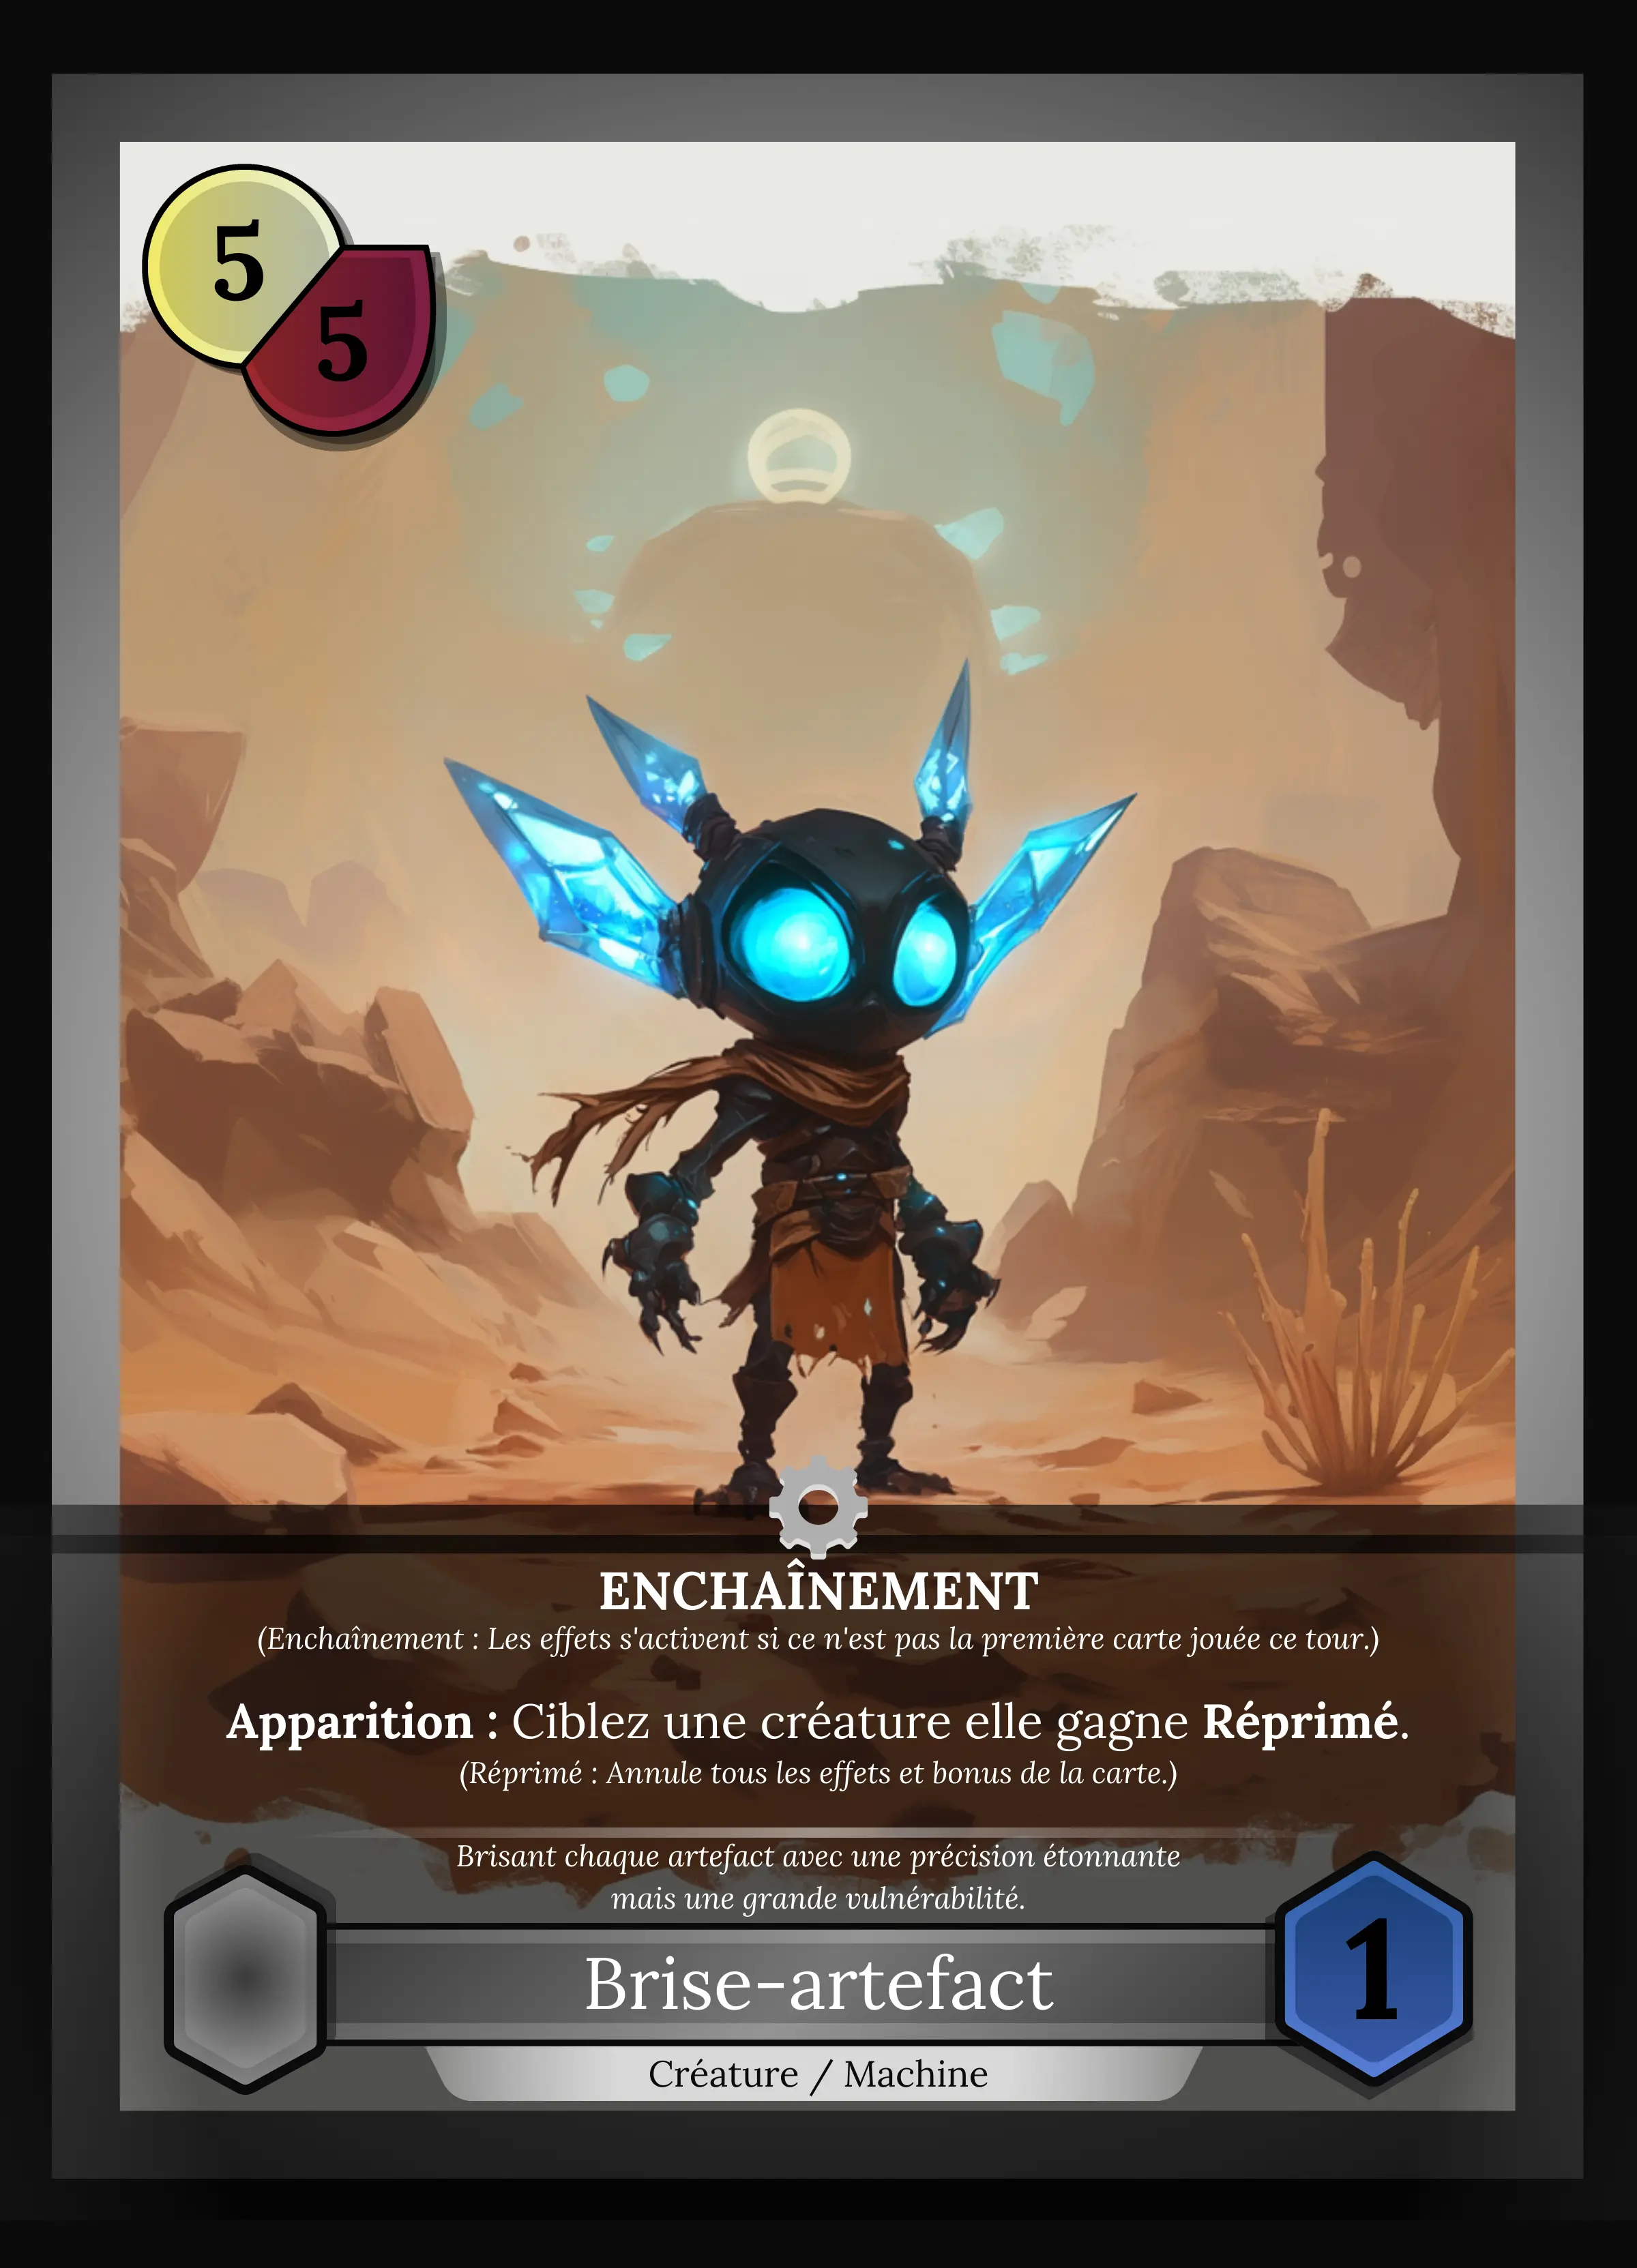 5
5
ENCHAÎNEMENT
(Enchaînement : Les effets s'activent si ce n'est pas la première carte jouée ce tour.)
Apparition : Ciblez une créature elle gagne Réprimé.
(Réprimé : Annule tous les effets et bonus de la carte.)
Brisant chaque artefact avec une précision étonnante
mais une grande vulnérabilité.
Brise-artefact
1
Créature / Machine